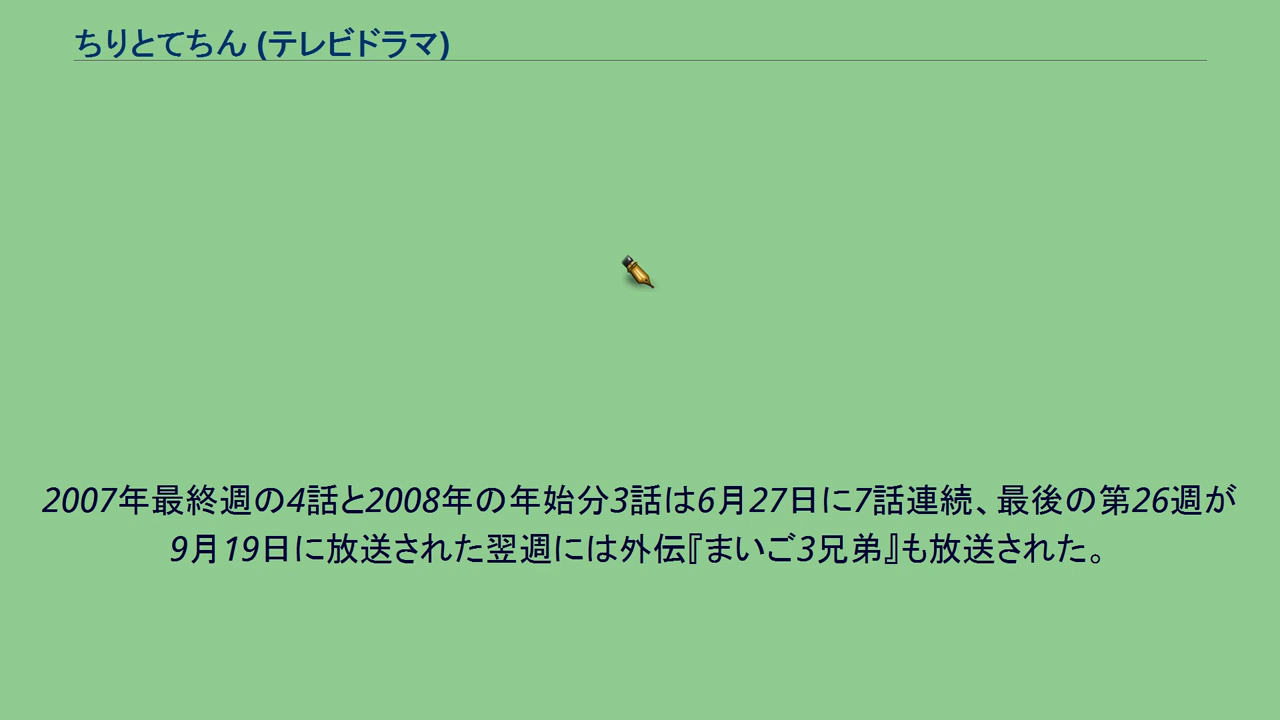 ちりとてちん (テレビドラマ)
2007年最終週の4話と2008年の年始分3話は6月27日に7話連続、最後の第26週が
9月19日に放送された翌週には外伝『まいご3兄弟』も放送された。